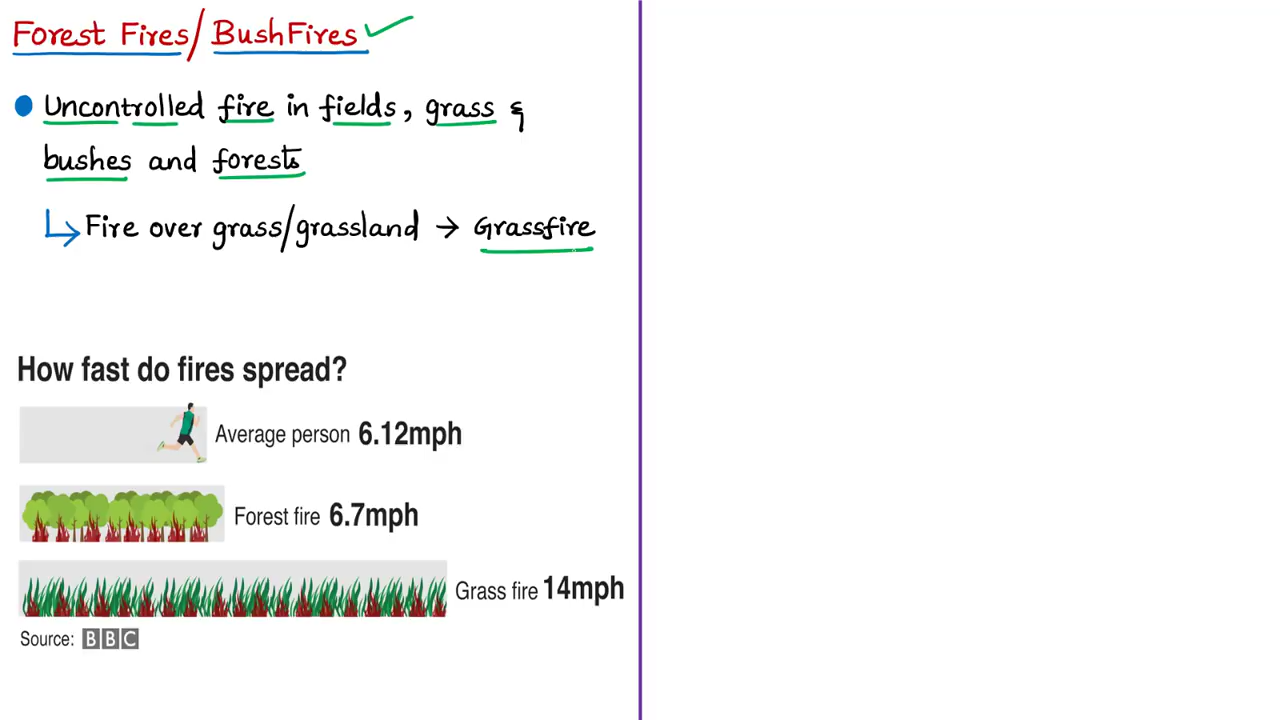 Forest Fires/BushFires
Uncontrolled fire in fields, grass &
bushes and forests
Fire over grass/grassland → Grassfire
How fast do fires spread?
Average person 6.12mph
Forest fire 6.7mph
Grass fire 14mph
Source: BBC